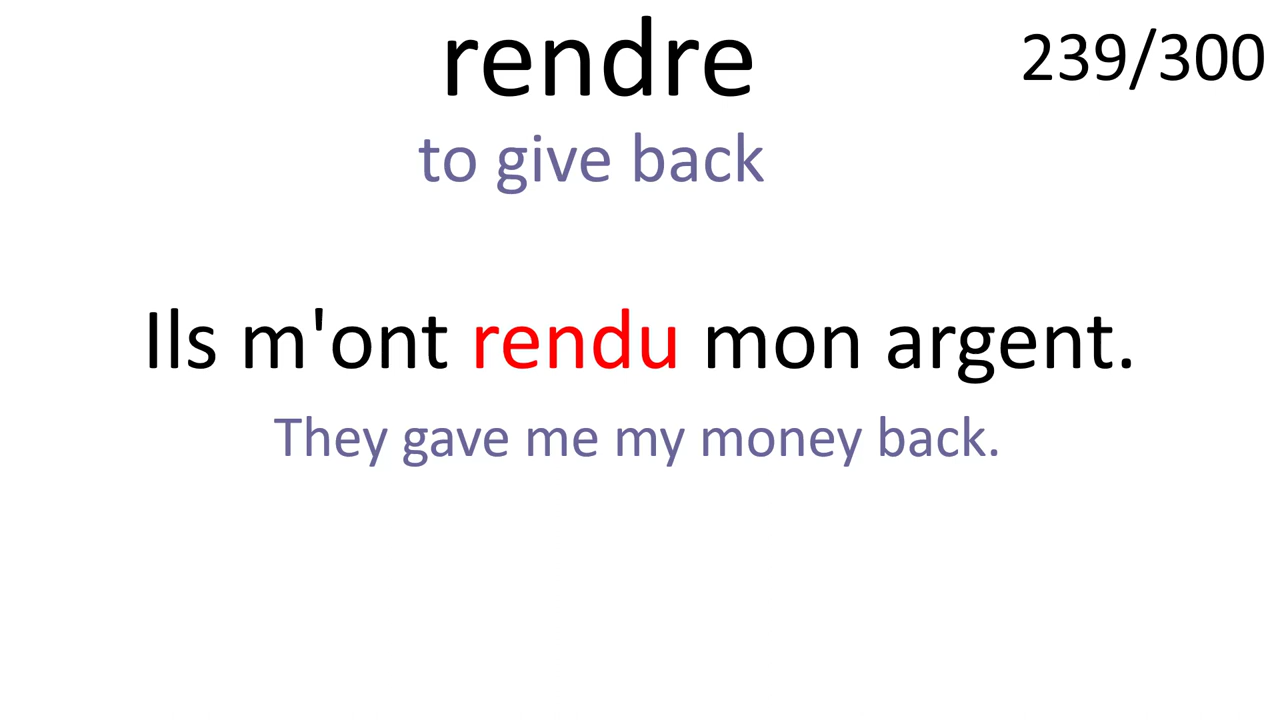 rendre
239/300
to give back
Ils m'ont rendu mon argent.
They gave me my money back.